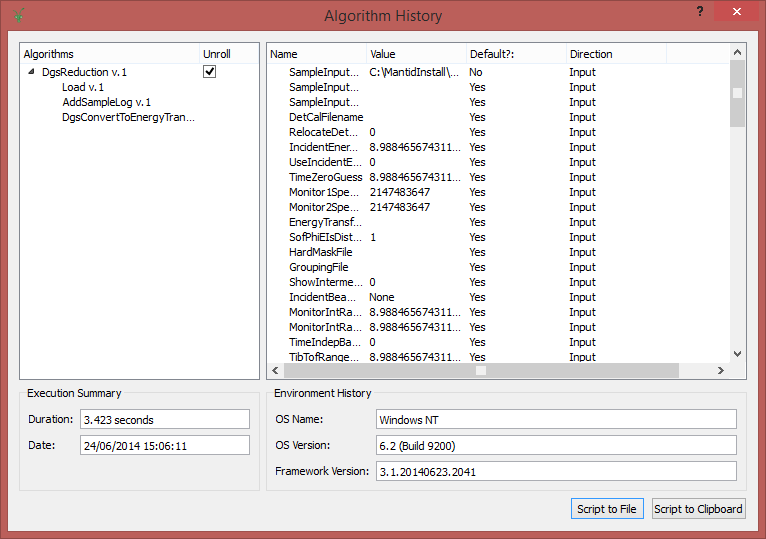 Algorithm History
?
Algorithms Unroll
DgsReduction v.1
Load v.1
AddSampleLog v.1
DgsConvertToEnergyTran...
Name Value Default?: Direction
SampleInput... C:\MantidInstall\... No Input
SampleInput... Yes Input
SampleInput... Yes Input
DetCalFilename Yes Input
RelocateDet... 0 Yes Input
IncidentEner... 8.988465674311... Yes Input
UseIncidentE... 0 Yes Input
TimeZeroGuess 8.988465674311... Yes Input
Monitor1Spe... 2147483647 Yes Input
Monitor2Spe... 2147483647 Yes Input
EnergyTransf... Yes Input
SofPhiEIsDist... 1 Yes Input
HardMaskFile Yes Input
GroupingFile Yes Input
ShowInterme... 0 Yes Input
IncidentBea... None Yes Input
MonitorIntRa... 8.988465674311... Yes Input
MonitorIntRa... 8.988465674311... Yes Input
TimeIndepBa... 0 Yes Input
TibTofRange... 8.988465674311... Yes Input
Execution Summary
Duration: 3.423 seconds
Date: 24/06/2014 15:06:11
Environment History
OS Name: Windows NT
OS Version: 6.2 (Build 9200)
Framework Version: 3.1.20140623.2041
Script to File Script to Clipboard